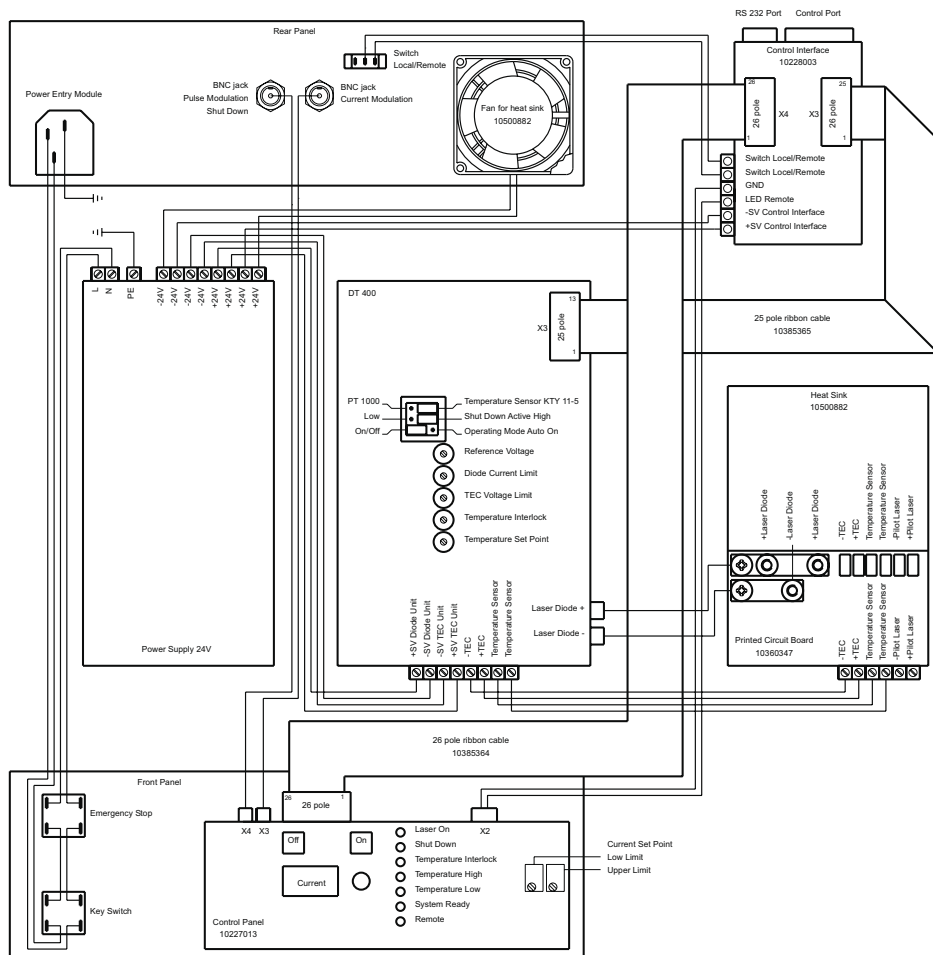 RS 232 Port
Control Port
Rear Panel
Control Interface
10228003
Switch
Local/Remote
BNC jack
Pulse Modulation
Shut Down
BNC jack
Current Modulation
Power Entry Module
Fan for heat sink
10500882
26
26 pole
1
X4
X3
25
26 pole
1
Switch Locel/Remote
Switch Local/Remote
GND
LED Remote
-SV Control Interface
+SV Control Interface
L
N
PE
-24V
-24V
-24V
-24V
+24V
+24V
+24V
+24V
DT 400
X3
13
25 pole
1
25 pole ribbon cable
10385365
PT 1000
Low
On/Off
Temperature Sensor KTY 11-5
Shut Down Active High
Operating Mode Auto On
Reference Voltage
Diode Current Limit
TEC Voltage Limit
Temperature Interlock
Temperature Set Point
Heat Sink
10500882
+Laser Diode
-Laser Diode
+Laser Diode
-TEC
+TEC
Temperature Sensor
Temperature Sensor
-Pilot Laser
+Pilot Laser
Laser Diode +
Laser Diode -
Printed Circuit Board
10360347
-TEC
+TEC
Temperature Sensor
Temperature Sensor
-Pilot Laser
+Pilot Laser
Power Supply 24V
+SV Diode Unit
-SV Diode Unit
-SV TEC Unit
+SV TEC Unit
-TEC
+TEC
Temperature Sensor
Temperature Sensor
26 pole ribbon cable
10385364
Front Panel
26
1
26 pole
Emergency Stop
Key Switch
X4
X3
X2
Off
On
Current
Laser On
Shut Down
Temperature Interlock
Temperature High
Temperature Low
System Ready
Remote
Current Set Point
Low Limit
Upper Limit
Control Panel
10227013